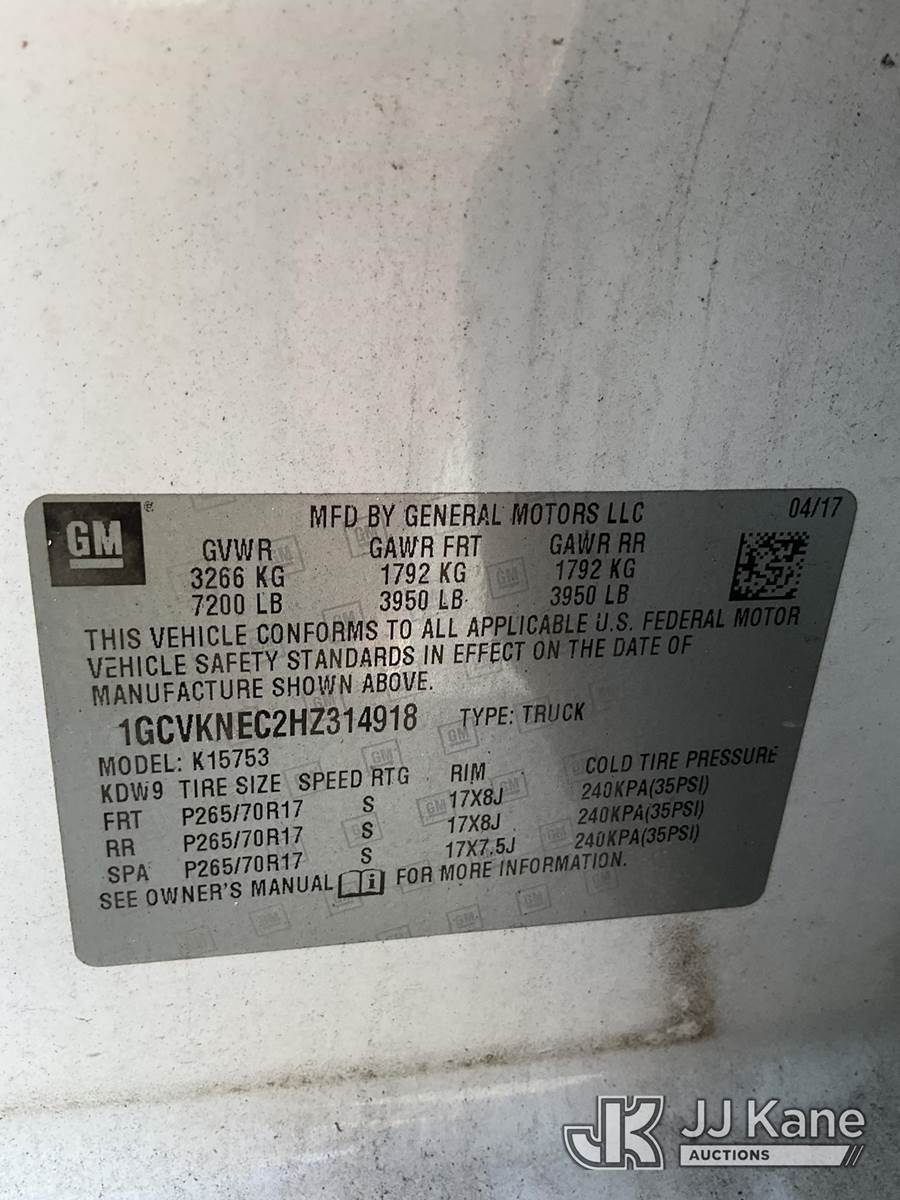 GM ®
MFD BY GENERAL MOTORS LLC 04/17
GVWR GAWR FRT GAWR RR
3266 KG 1792 KG 1792 KG
7200 LB 3950 LB 3950 LB
THIS VEHICLE CONFORMS TO ALL APPLICABLE U.S. FEDERAL MOTOR
VEHICLE SAFETY STANDARDS IN EFFECT ON THE DATE OF
MANUFACTURE SHOWN ABOVE.
1GCVKNEC2HZ314918 TYPE: TRUCK
MODEL: K15753
KDW9 TIRE SIZE SPEED RTG RIM COLD TIRE PRESSURE
FRT P265/70R17 S 17X8J 240KPA(35PSI)
RR P265/70R17 S 17X8J 240KPA(35PSI)
SPA P265/70R17 S 17X7.5J 240KPA(35PSI)
SEE OWNER'S MANUAL i FOR MORE INFORMATION.
JK JJ Kane
AUCTIONS